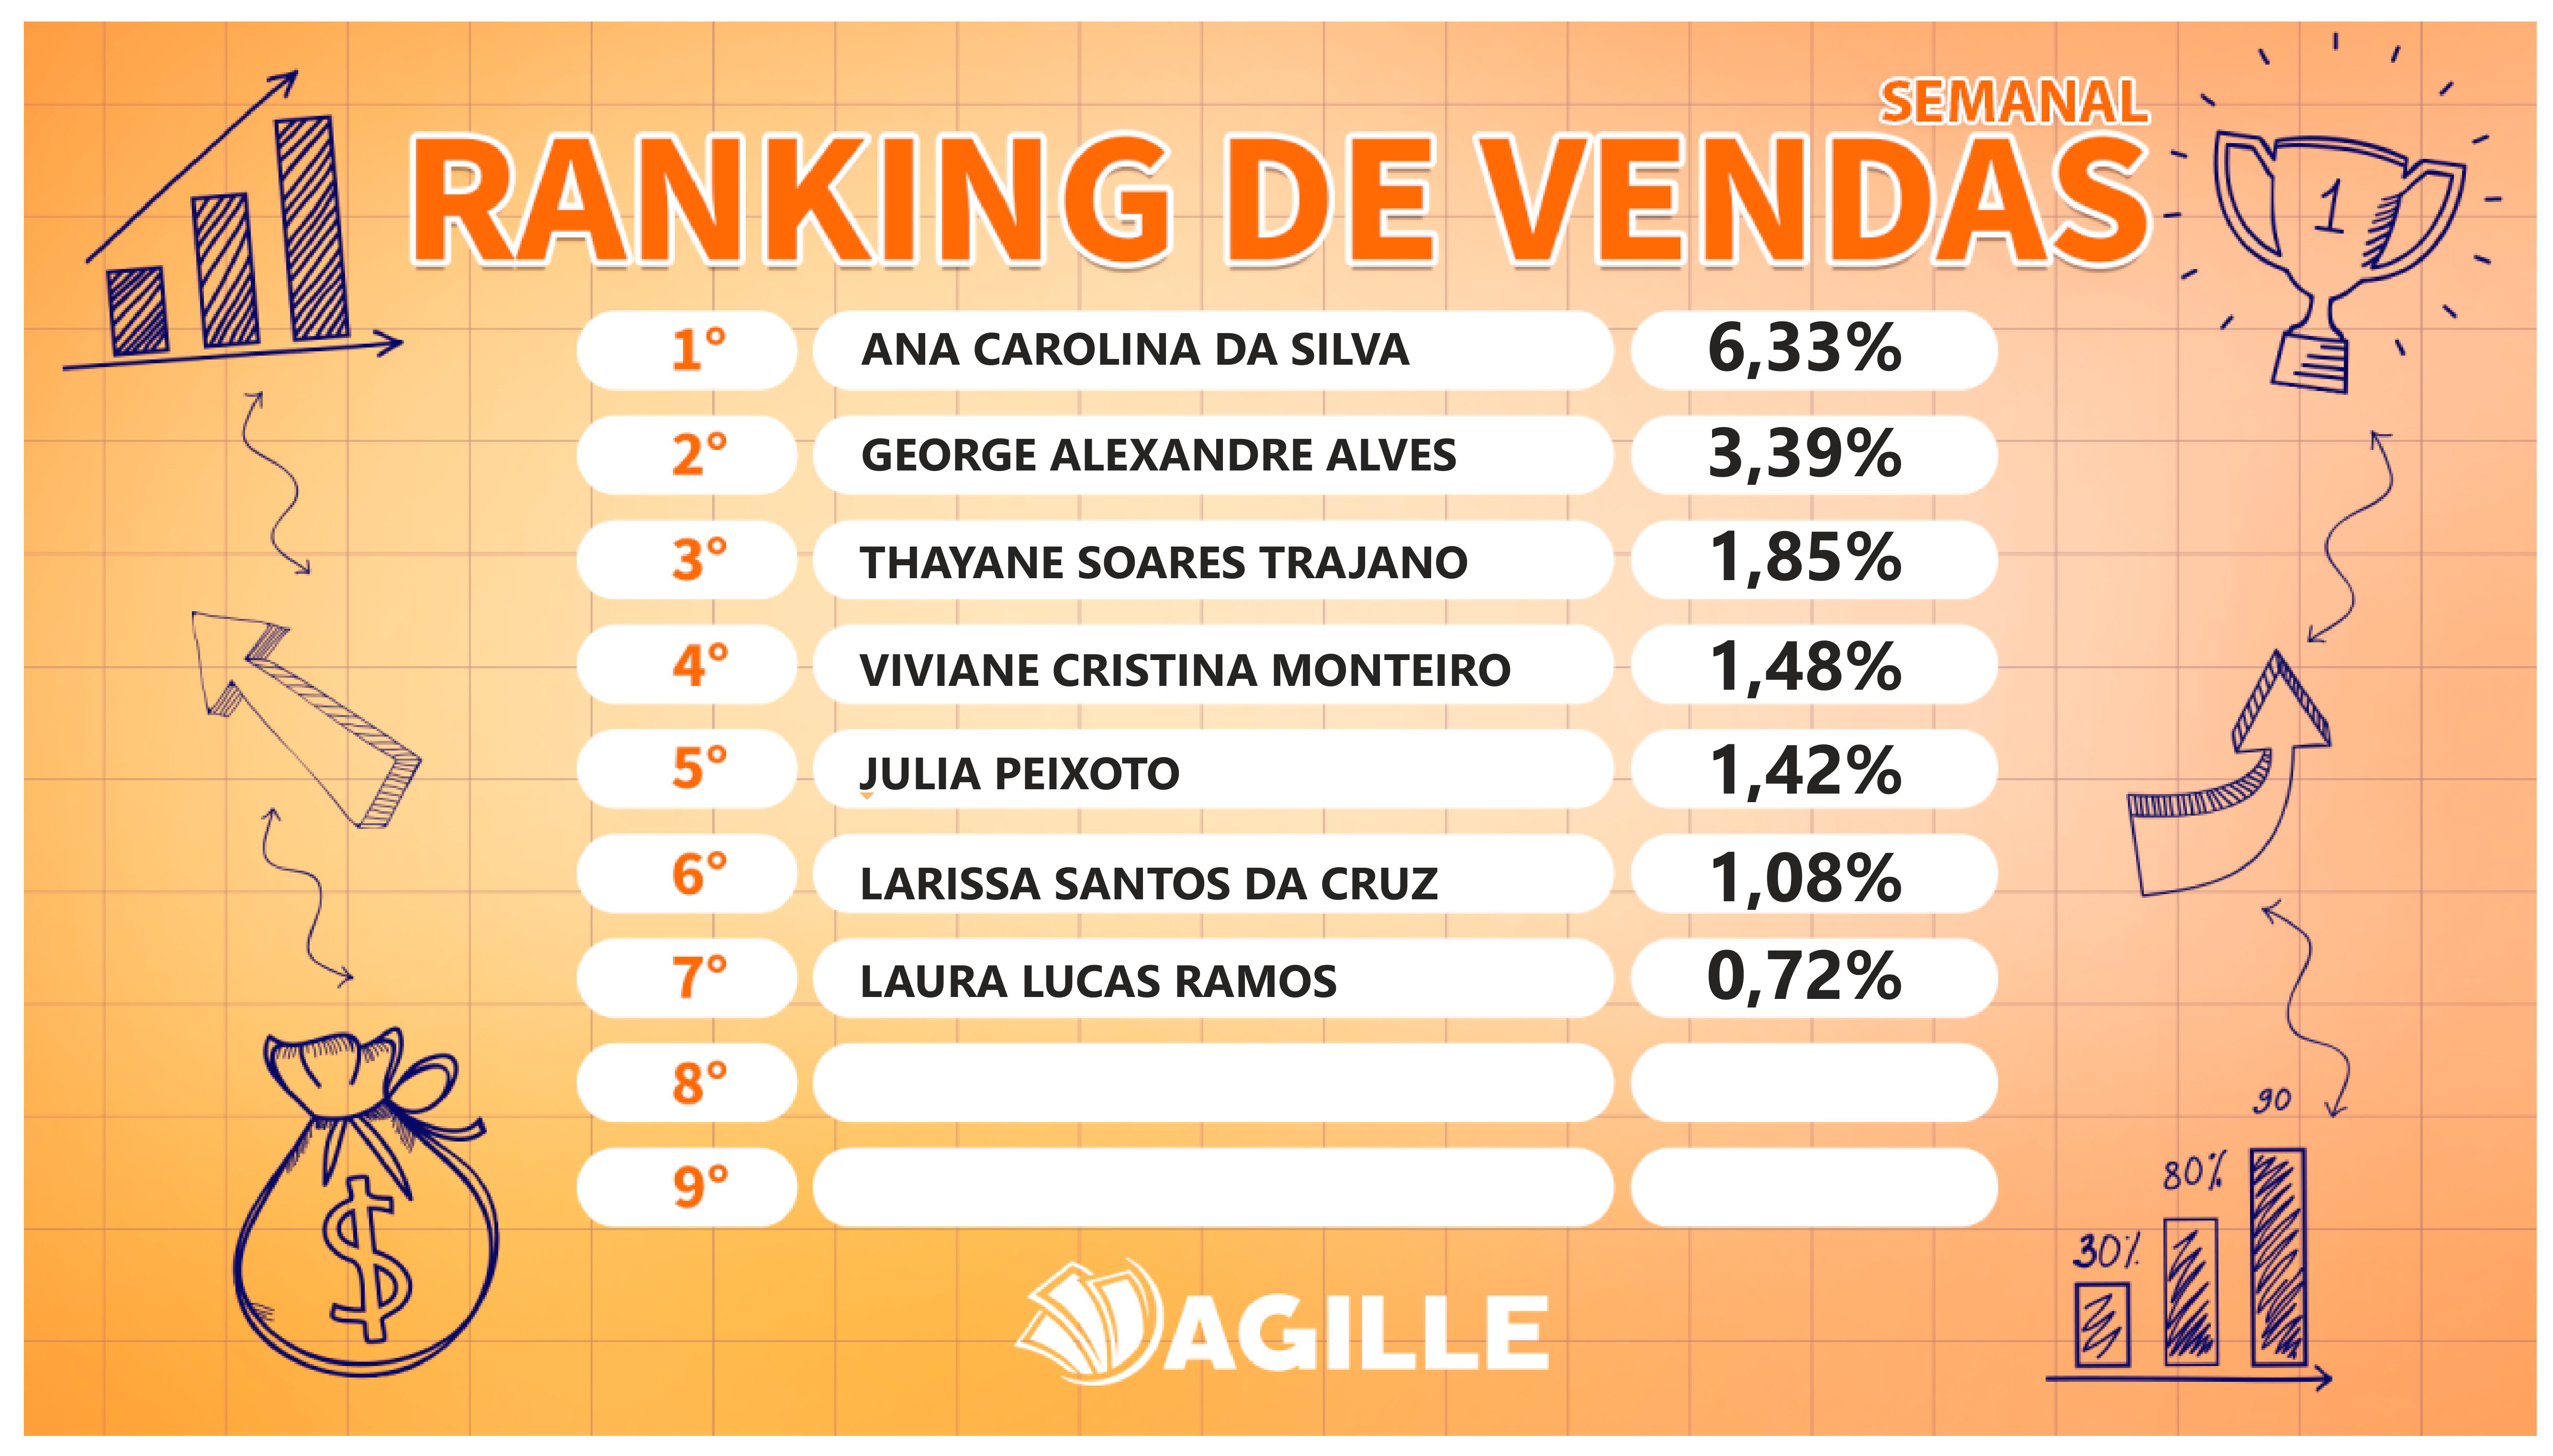 SEMANAL
RANKING DE VENDAS
1
1° ANA CAROLINA DA SILVA 6,33%
2° GEORGE ALEXANDRE ALVES 3,39%
3° THAYANE SOARES TRAJANO 1,85%
4° VIVIANE CRISTINA MONTEIRO 1,48%
5° JULIA PEIXOTO 1,42%
6° LARISSA SANTOS DA CRUZ 1,08%
7° LAURA LUCAS RAMOS 0,72%
8°
9°
$
30% 80% 90
AGILLE